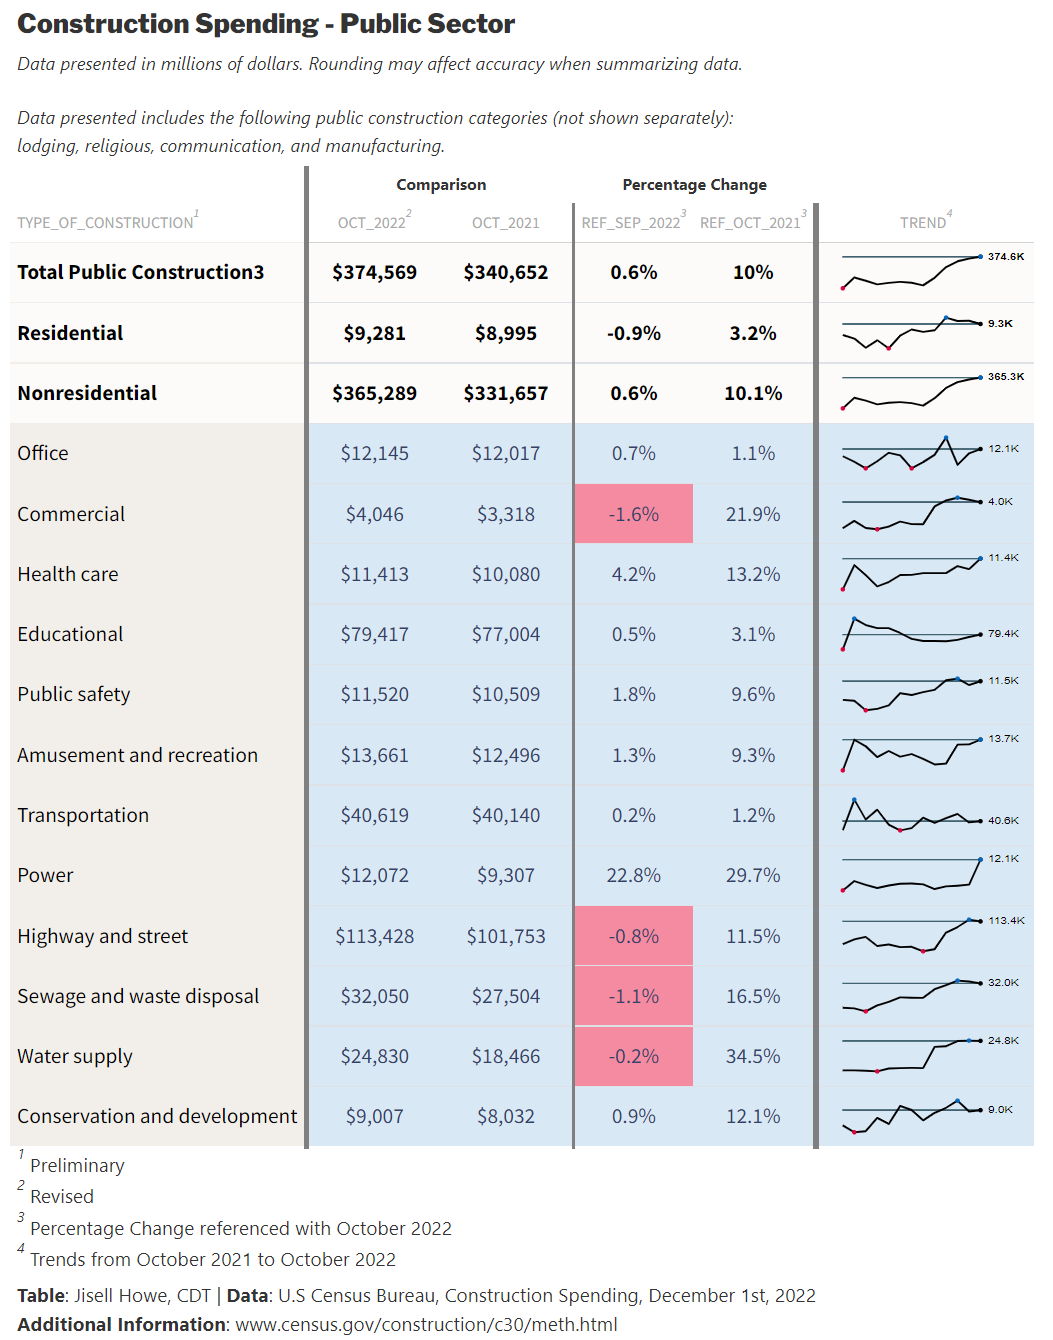 Construction Spending - Public Sector
Data presented in millions of dollars. Rounding may affect accuracy when summarizing data.
Data presented includes the following public construction categories (not shown separately):
lodging, religious, communication, and manufacturing.
Comparison Percentage Change
TYPE_OF_CONSTRUCTION1 OCT_20222 OCT_2021 REF_SEP_20223 REF_OCT_20213 TREND4
Total Public Construction3 $374,569 $340,652 0.6% 10% 374.6K
Residential $9,281 $8,995 -0.9% 3.2% 9.3K
Nonresidential $365,289 $331,657 0.6% 10.1% 365.3K
Office $12,145 $12,017 0.7% 1.1% 12.1K
Commercial $4,046 $3,318 -1.6% 21.9% 4.0K
Health care $11,413 $10,080 4.2% 13.2% 11.4K
Educational $79,417 $77,004 0.5% 3.1% 79.4K
Public safety $11,520 $10,509 1.8% 9.6% 11.5K
Amusement and recreation $13,661 $12,496 1.3% 9.3% 13.7K
Transportation $40,619 $40,140 0.2% 1.2% 40.6K
Power $12,072 $9,307 22.8% 29.7% 12.1K
Highway and street $113,428 $101,753 -0.8% 11.5% 113.4K
Sewage and waste disposal $32,050 $27,504 -1.1% 16.5% 32.0K
Water supply $24,830 $18,466 -0.2% 34.5% 24.8K
Conservation and development $9,007 $8,032 0.9% 12.1% 9.0K
1 Preliminary
2 Revised
3 Percentage Change referenced with October 2022
4 Trends from October 2021 to October 2022
Table: Jisell Howe, CDT | Data: U.S Census Bureau, Construction Spending, December 1st, 2022
Additional Information: www.census.gov/construction/c30/meth.html